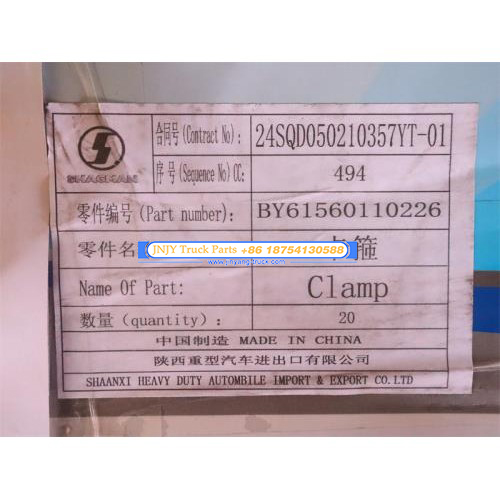 SHACMAN
合同号(Contract No): 24SQD050210357YT-01
序号(Sequence No)CC: 494
零件编号(Part number): BY61560110226
零件名 箍
JNJY Truck Parts +86 18754130588
www.jinyangtruck.com
Name Of Part: Clamp
数量(quantity): 20
中国制造 MADE IN CHINA
陕西重型汽车进出口有限公司
SHAANXI HEAVY DUTY AUTOMBILE IMPORT & EXPORT CO.LTD